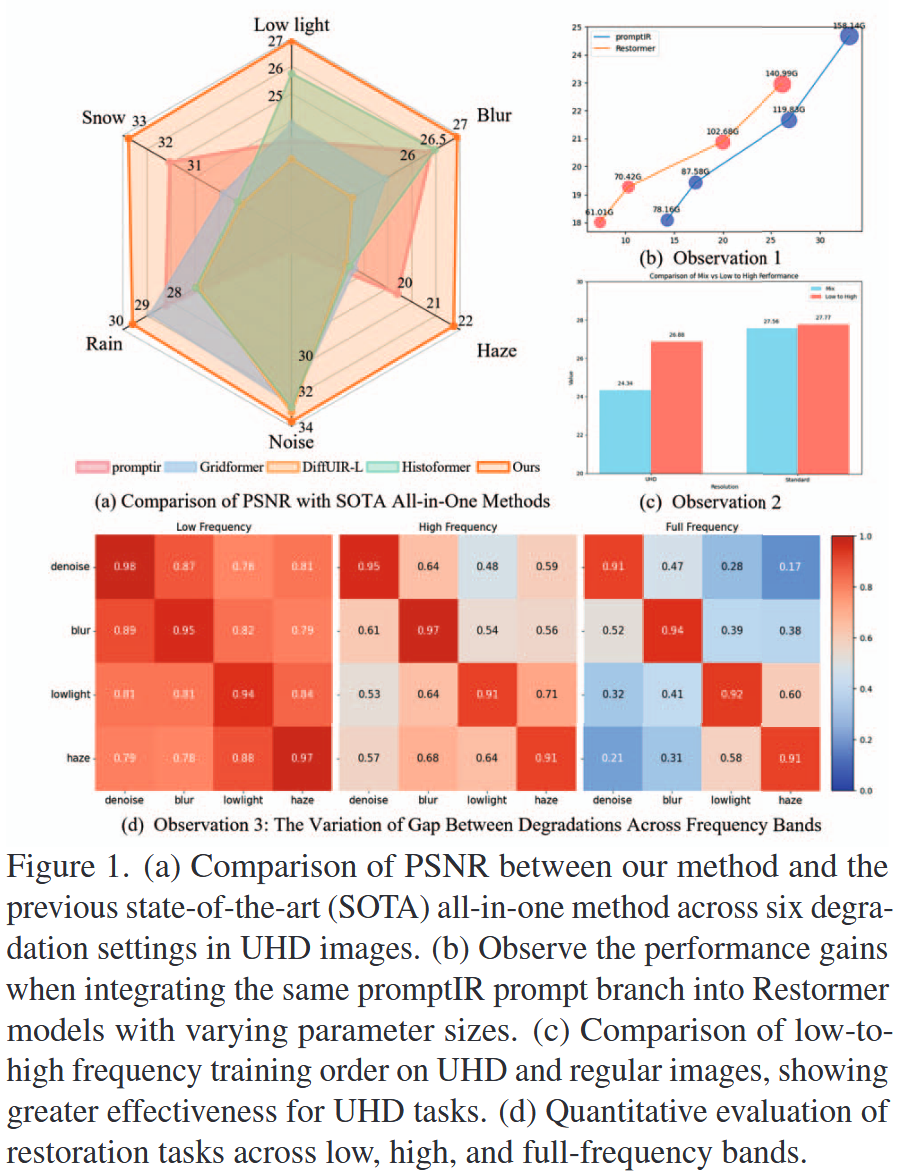 Low light
27
26
25
Snow 33
32
31
Blur
27
26.5
26
20
21
22
Haze
28
29
30
Rain
30
32
34
Noise
promptir Gridformer DiffUIR-L Histoformer Ours
(a) Comparison of PSNR with SOTA All-in-One Methods
promptIR
Restormer
25
24
23
22
21
20
19
18
158.14G
140.99G
119.83G
102.68G
87.58G
70.42G
78.16G
61.01G
10 15 20 25 30
(b) Observation 1
Comparison of Mix vs Low to High Performance
Mix
Low to High
Value
30
28
26
24
22
20
24.34
26.88
27.56
27.77
UHD Standard
Resolution
(c) Observation 2
Low Frequency High Frequency Full Frequency
denoise 0.98 0.87 0.78 0.81 0.95 0.64 0.48 0.59 0.91 0.47 0.28 0.17
blur 0.89 0.95 0.82 0.79 0.61 0.97 0.54 0.56 0.52 0.94 0.39 0.38
lowlight 0.81 0.81 0.94 0.84 0.53 0.64 0.91 0.71 0.32 0.41 0.92 0.60
haze 0.79 0.78 0.88 0.97 0.57 0.68 0.64 0.91 0.21 0.31 0.58 0.91
denoise blur lowlight haze denoise blur lowlight haze denoise blur lowlight haze
1.0
0.8
0.6
0.4
0.2
0.0
(d) Observation 3: The Variation of Gap Between Degradations Across Frequency Bands
Figure 1. (a) Comparison of PSNR between our method and the
previous state-of-the-art (SOTA) all-in-one method across six degra-
dation settings in UHD images. (b) Observe the performance gains
when integrating the same promptIR prompt branch into Restormer
models with varying parameter sizes. (c) Comparison of low-to-
high frequency training order on UHD and regular images, showing
greater effectiveness for UHD tasks. (d) Quantitative evaluation of
restoration tasks across low, high, and full-frequency bands.